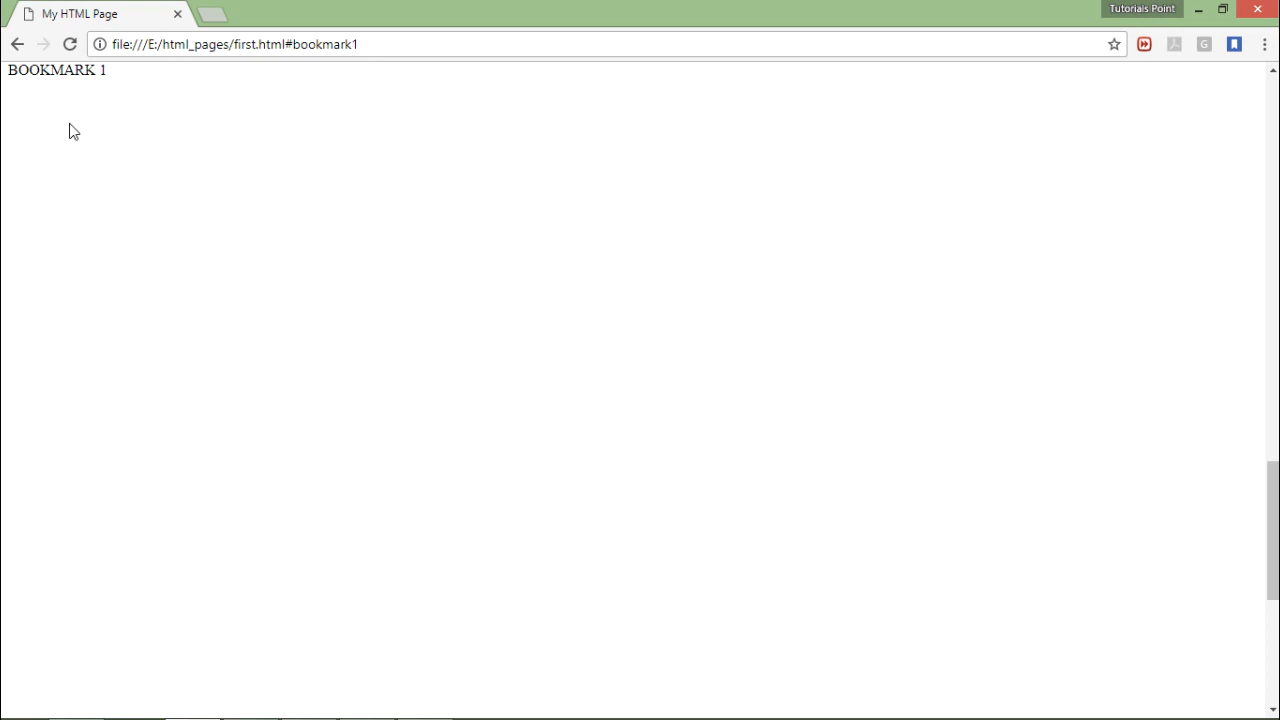 My HTML Page
Tutorials Point
file:///E:/html_pages/first.html#bookmark1
G
BOOKMARK 1